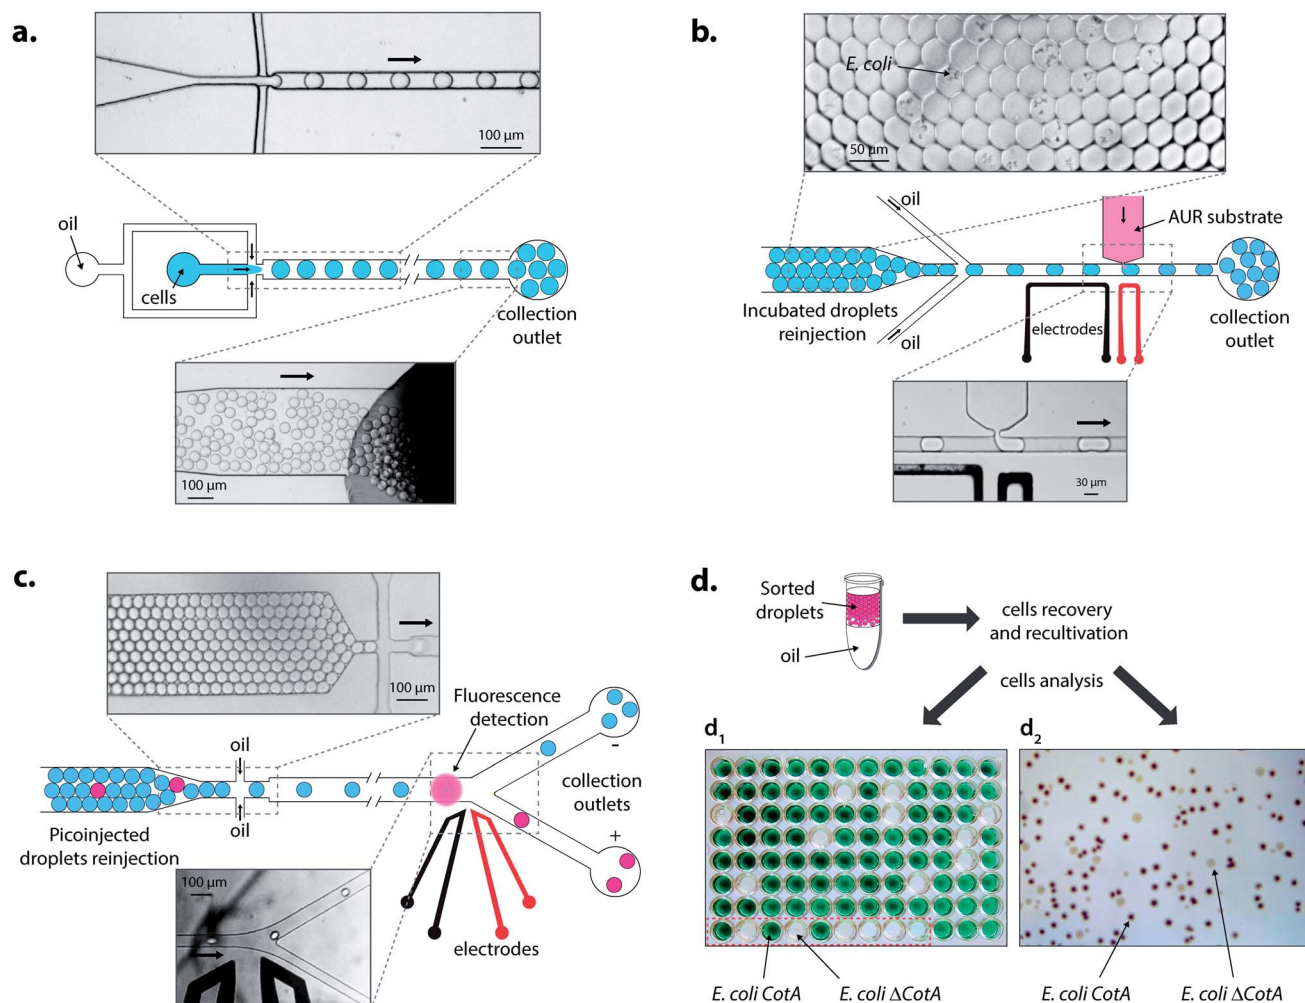 a.
100 μm
oil
cells
collection
outlet
100 μm
b.
E. coli
50 μm
oil
AUR substrate
Incubated droplets
reinjection
oil
electrodes
collection
outlet
30 μm
c.
100 μm
Fluorescence
detection
oil
-
collection
outlets
+
oil
Picoinjected
droplets reinjection
100 μm
electrodes
d.
Sorted
droplets
oil
cells recovery
and recultivation
cells analysis
d1
d2
E. coli CotA
E. coli ΔCotA
E. coli CotA
E. coli ΔCotA